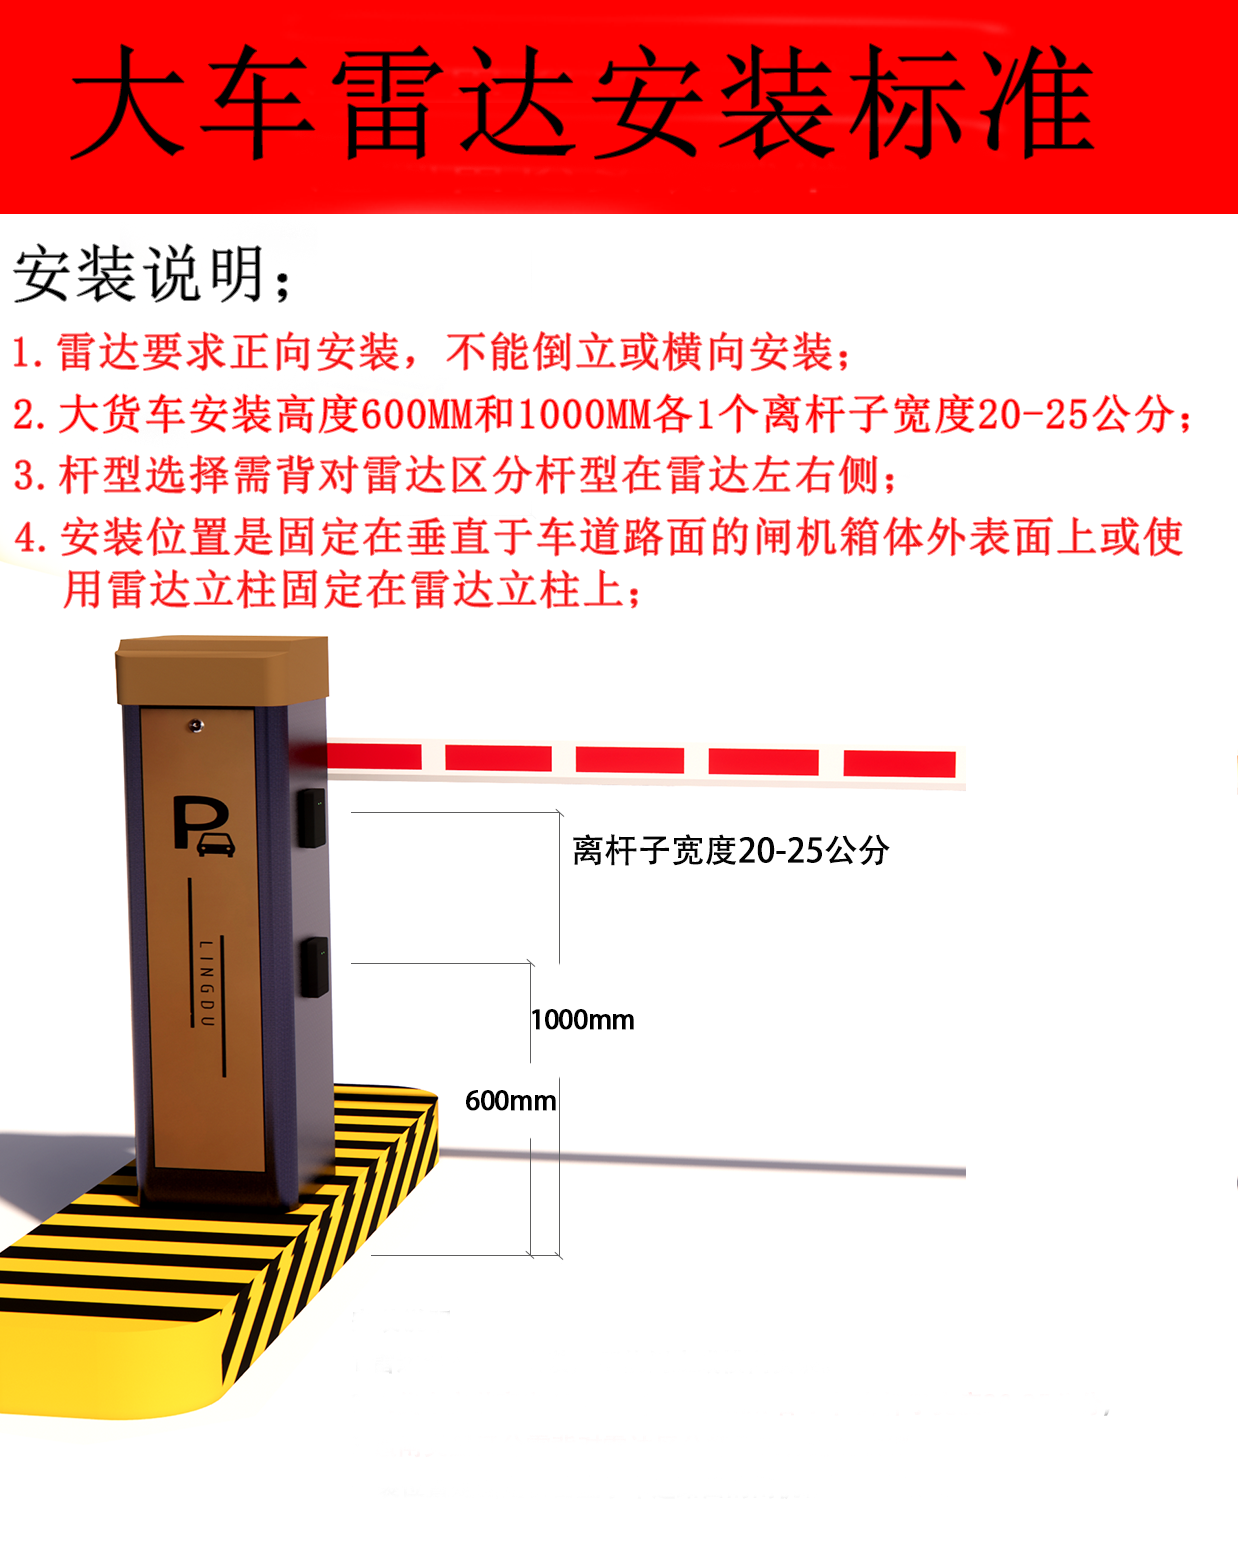 大车雷达安装标准
安装说明；
1.雷达要求正向安装，不能倒立或横向安装；
2.大货车安装高度600MM和1000MM各1个离杆子宽度20-25公分；
3.杆型选择需背对雷达区分杆型在雷达左右侧；
4.安装位置是固定在垂直于车道路面的闸机箱体外表面上或使
用雷达立柱固定在雷达立柱上；
P
离杆子宽度20-25公分
LINGDU
1000mm
600mm